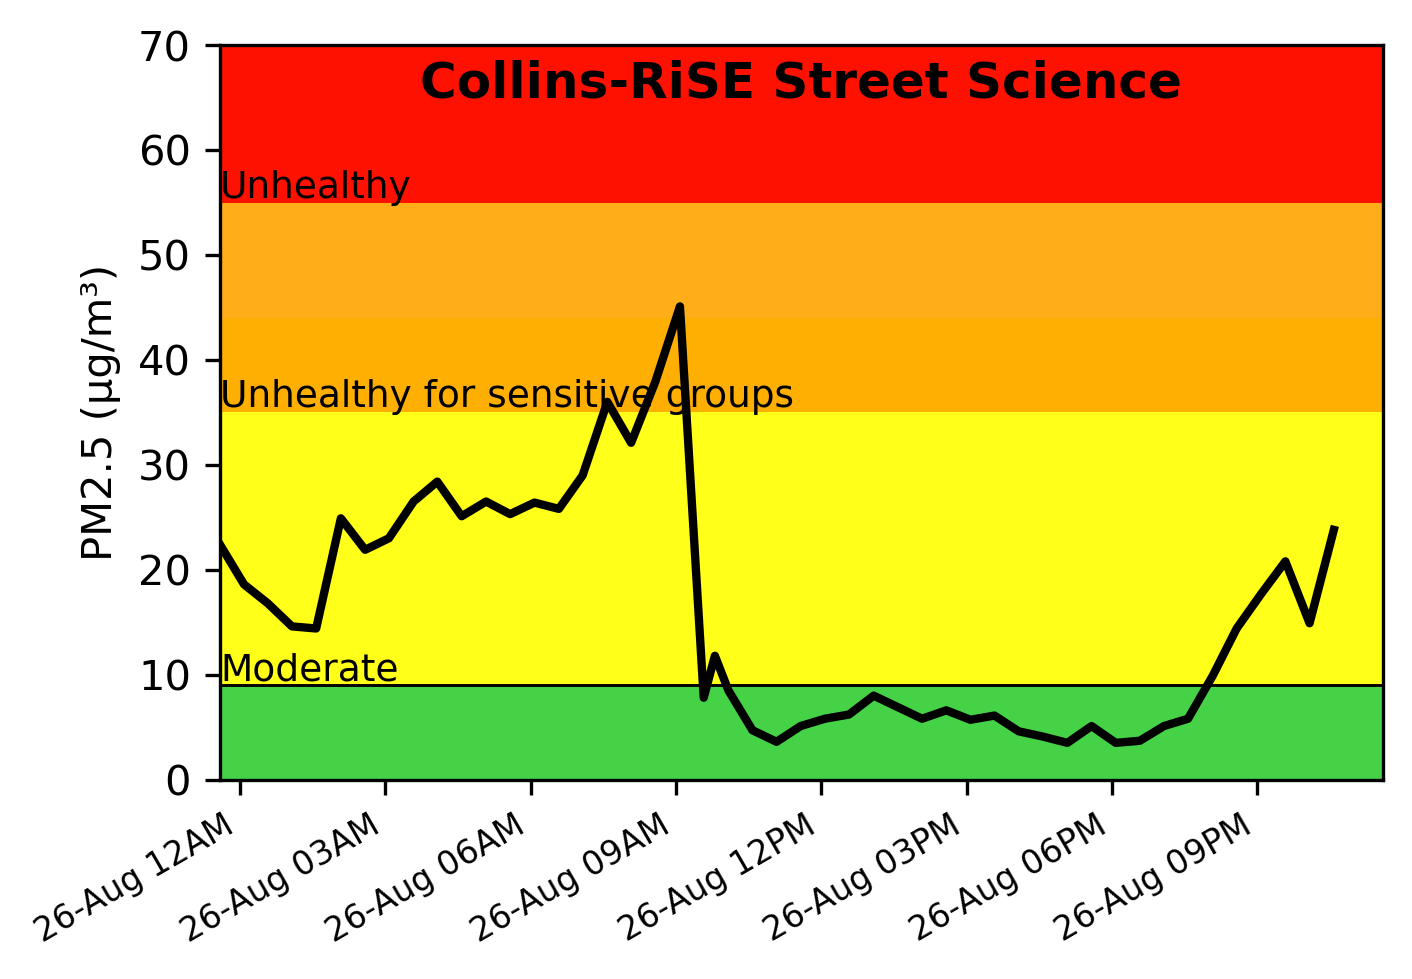 Collins-RiSE Street Science
70
60
50
40
30
20
10
0
PM2.5 (µg/m³)
Unhealthy
Unhealthy for sensitive groups
Moderate
26-Aug 12AM
26-Aug 03AM
26-Aug 06AM
26-Aug 09AM
26-Aug 12PM
26-Aug 03PM
26-Aug 06PM
26-Aug 09PM